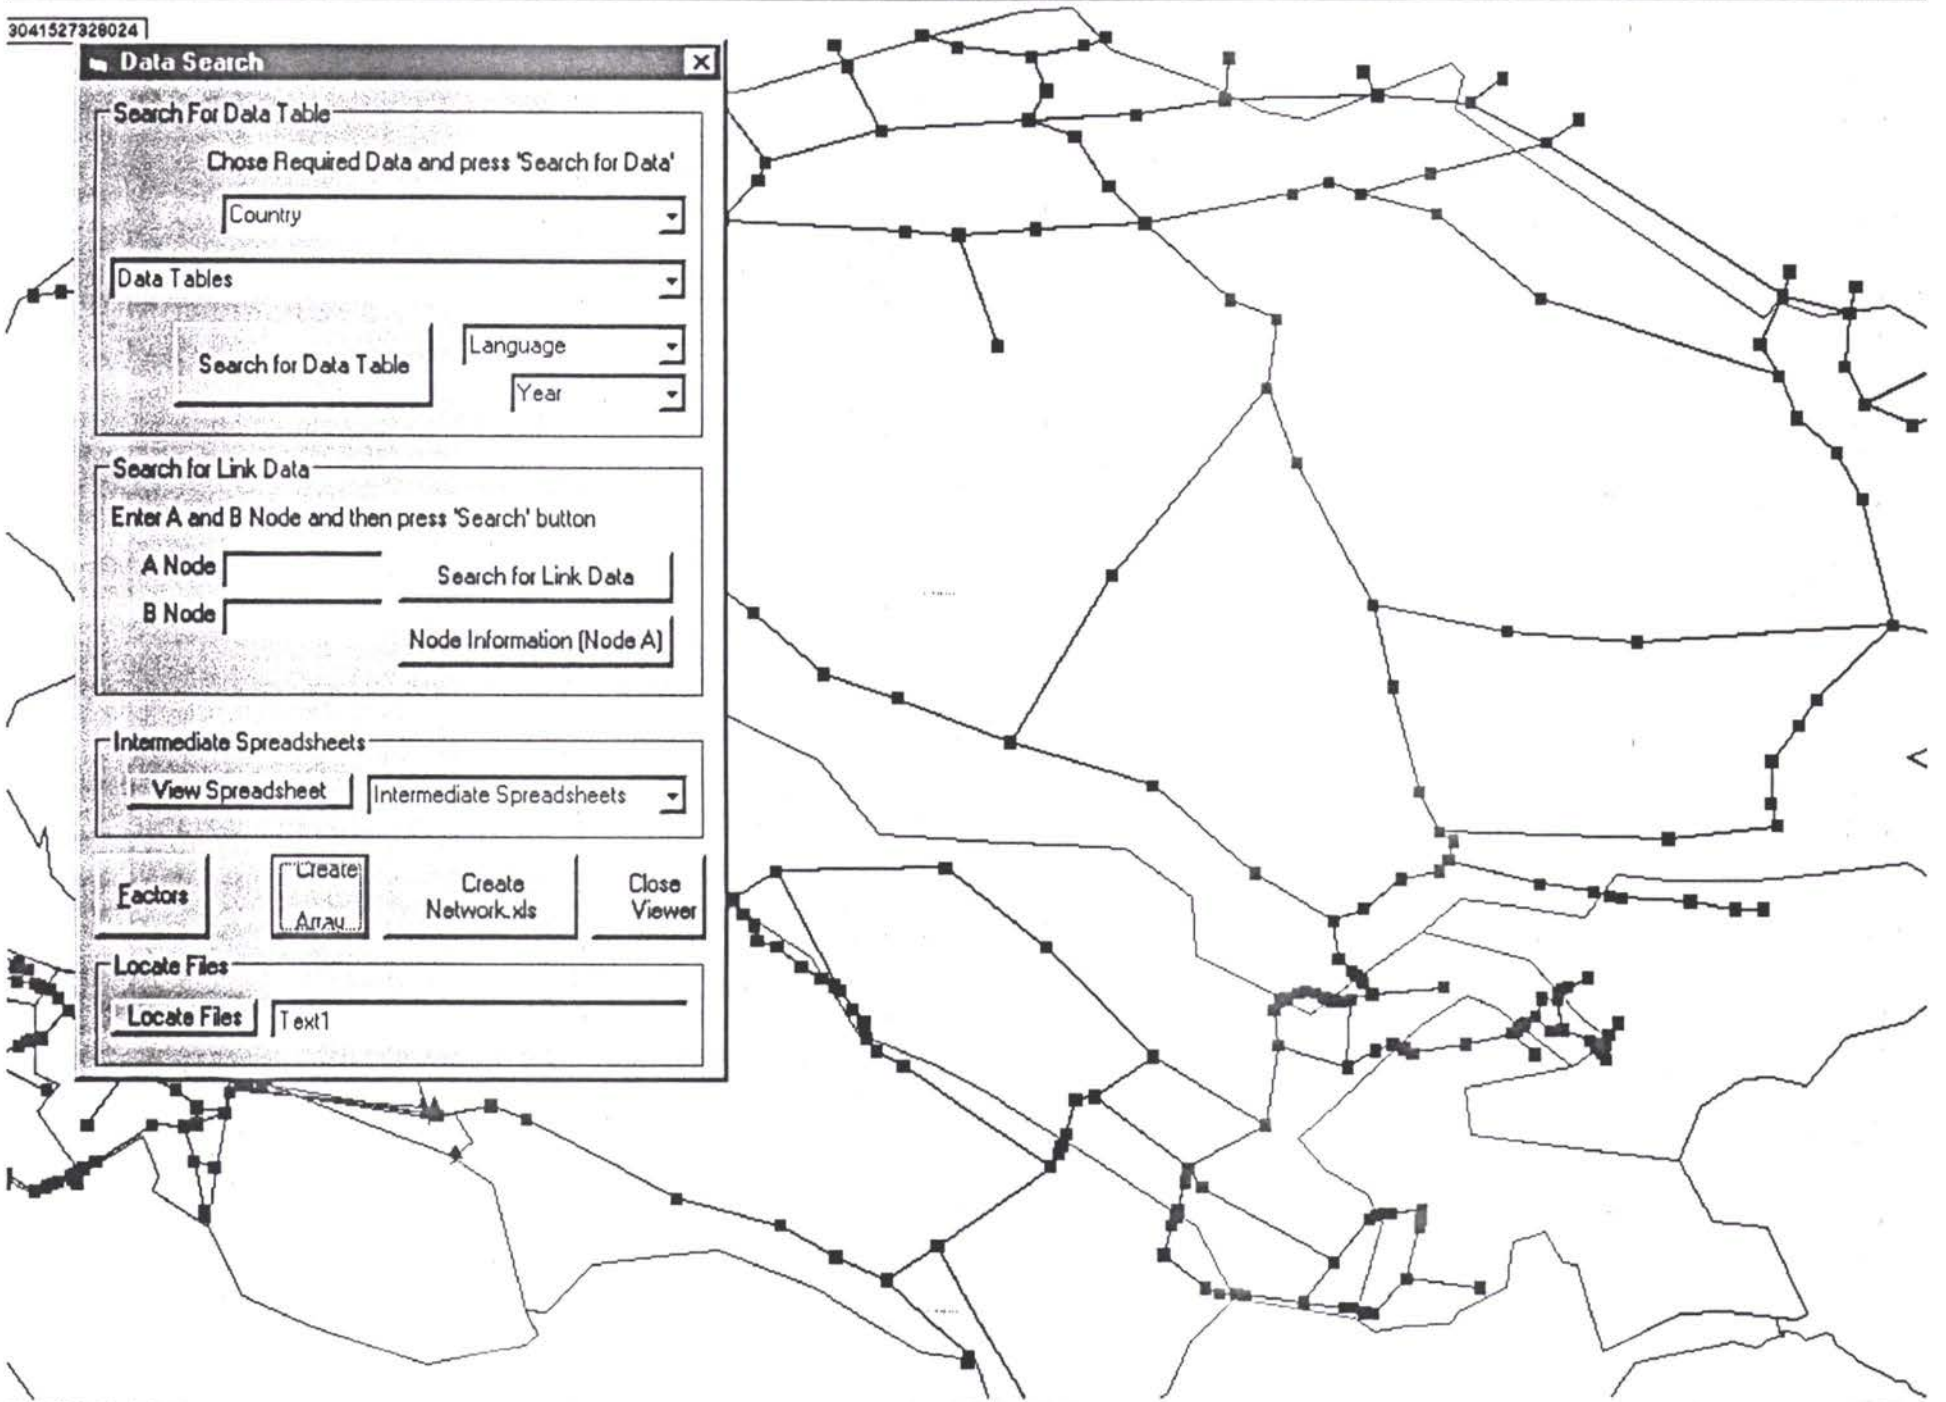 3041527328024
Data Search
Search For Data Table
Chose Required Data and press 'Search for Data'
Country
Data Tables
Search for Data Table
Language
Year
Search for Link Data
Enter A and B Node and then press 'Search' button
A Node
Search for Link Data
B Node
Node Information (Node A)
Intermediate Spreadsheets
View Spreadsheet
Intermediate Spreadsheets
Factors
Create
Array
Create
Network.xls
Close
Viewer
Locate Files
Locate Files
Text1